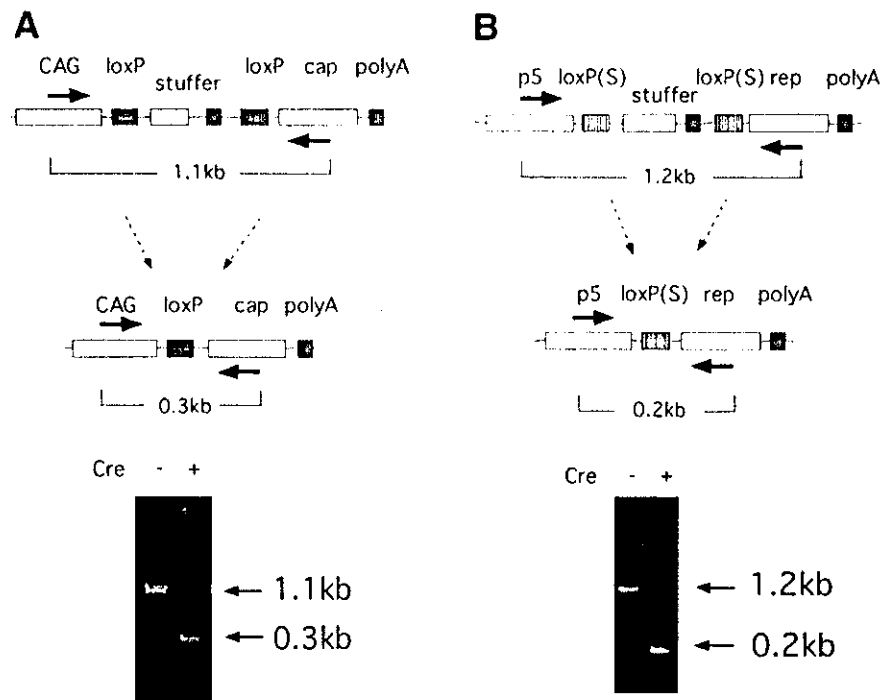 A
CAG loxP stuffer loxP cap polyA
1.1kb
CAG loxP cap polyA
0.3kb
Cre - +
1.1kb
0.3kb
B
p5 loxP(S) stuffer loxP(S) rep polyA
1.2kb
p5 loxP(S) rep polyA
0.2kb
Cre - +
1.2kb
0.2kb